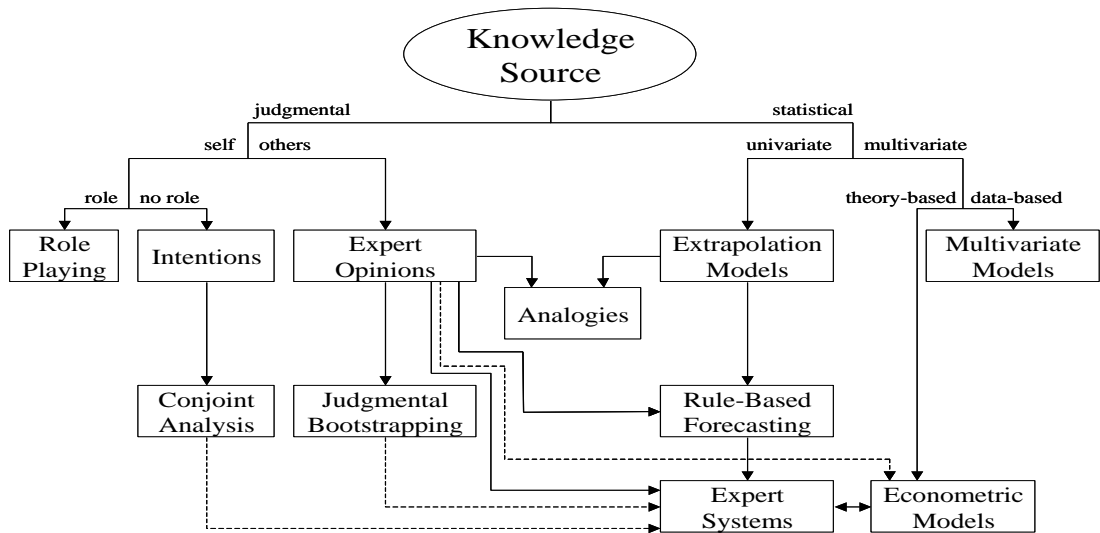 Knowledge
Source
judgmental
statistical
self others
univariate multivariate
role no role
theory-based data-based
Role
Playing
Intentions
Expert
Opinions
Extrapolation
Models
Multivariate
Models
Analogies
Conjoint
Analysis
Judgmental
Bootstrapping
Rule-Based
Forecasting
Expert
Systems
Econometric
Models